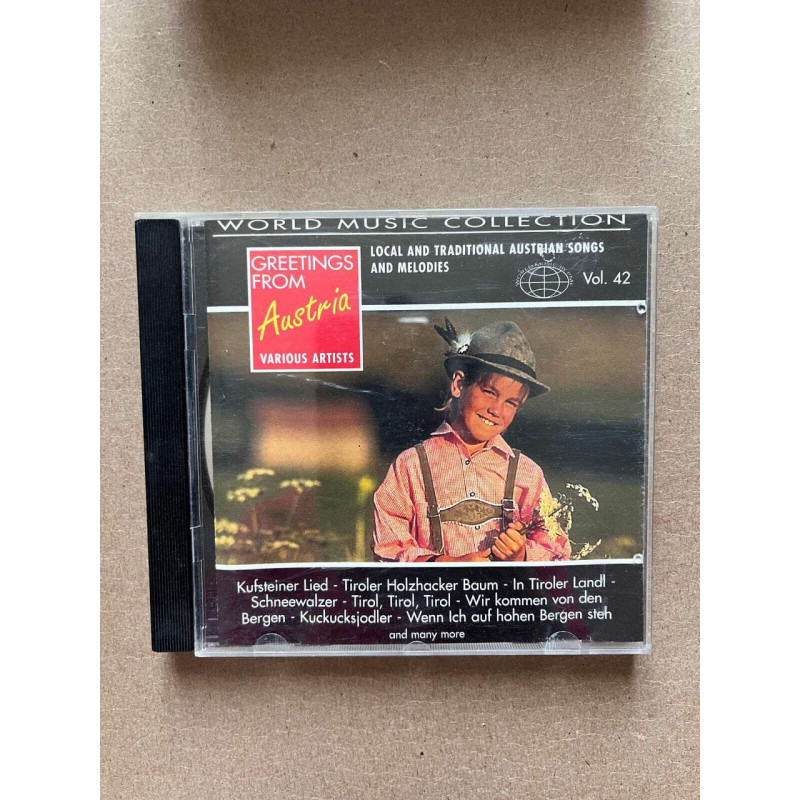 WORLD MUSIC COLLECTION
GREETINGS
FROM
Austria
VARIOUS ARTISTS
LOCAL AND TRADITIONAL AUSTRIAN SONGS
AND MELODIES
Vol. 42
Kufsteiner Lied - Tiroler Holzhacker Baum - In Tiroler Landl -
Schneewalzer - Tirol, Tirol, Tirol - Wir kommen von den
Bergen - Kuckucksjodler - Wenn Ich auf hohen Bergen steh
and many more